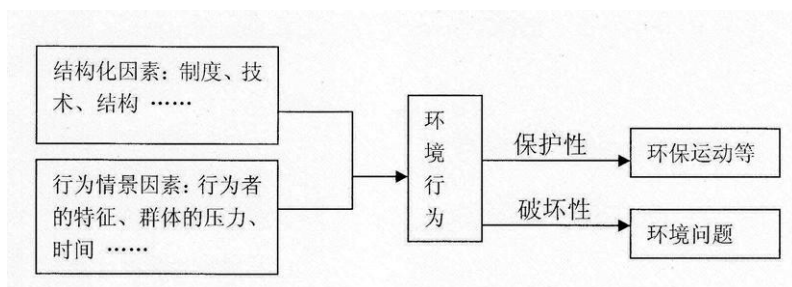 结构化因素：制度、技
术、结构 ……
行为情景因素：行为者
的特征、群体的压力、
时间 ……
环
境
行
为
保护性
环保运动等
破坏性
环境问题